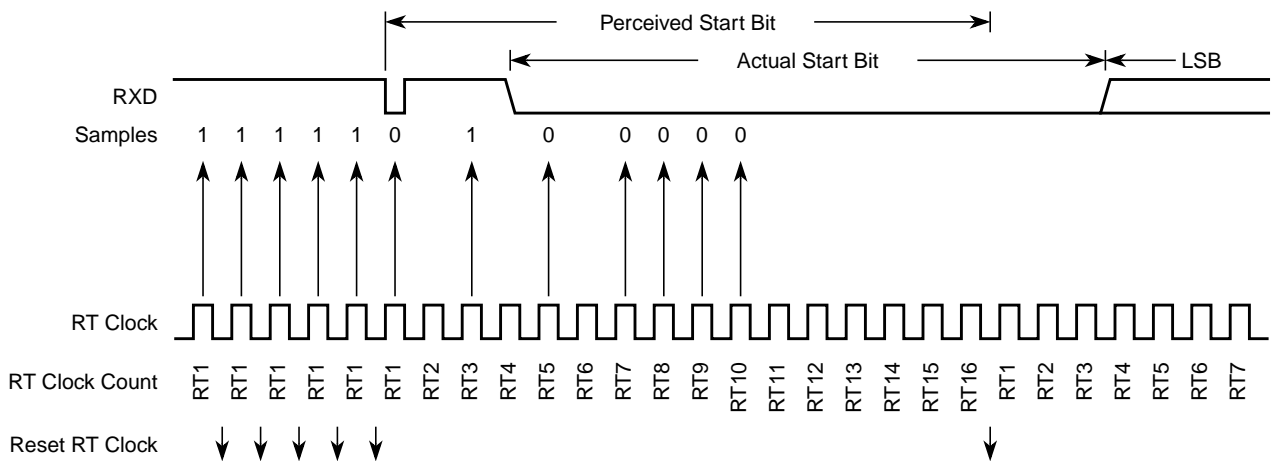 Perceived Start Bit
Actual Start Bit
LSB
RXD
Samples 1 1 1 1 1 0 1 0 0 0 0 0
RT Clock
RT Clock Count RT1 RT1 RT1 RT1 RT1 RT1 RT2 RT3 RT4 RT5 RT6 RT7 RT8 RT9 RT10 RT11 RT12 RT13 RT14 RT15 RT16 RT1 RT2 RT3 RT4 RT5 RT6 RT7
Reset RT Clock